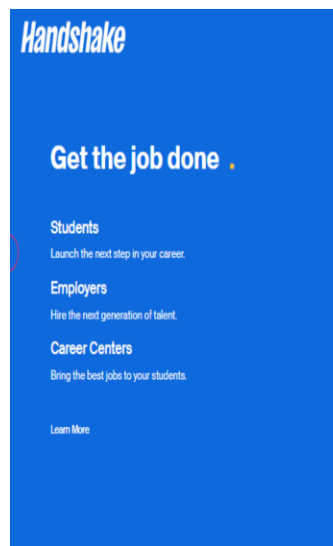 Handshake
Get the job done .
Students
Launch the next step in your career.
Employers
Hire the next generation of talent.
Career Centers
Bring the best jobs to your students.
Learn More